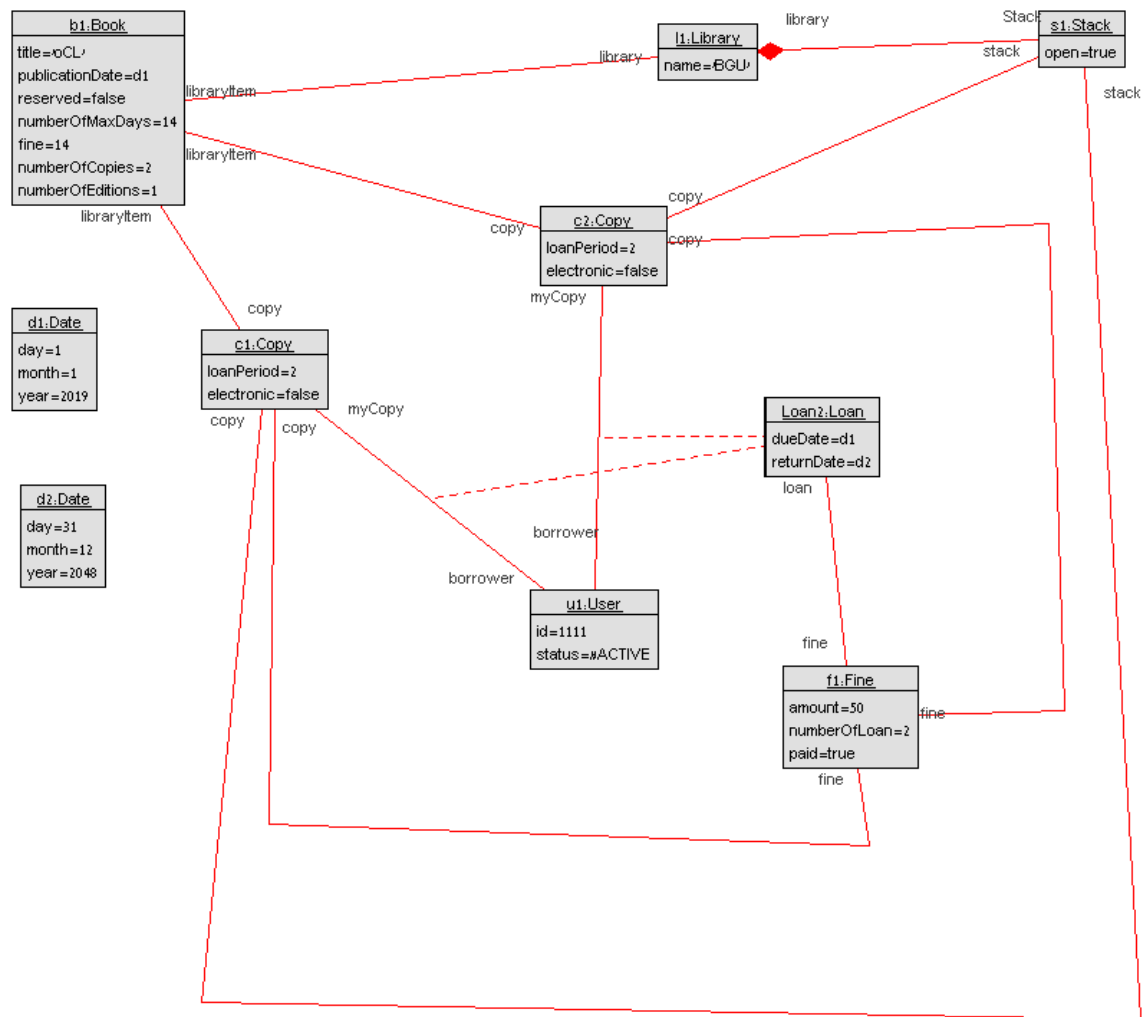 b1:Book
title='OCL'
publicationDate=d1
reserved=false
numberOfMaxDays=14
fine=14
numberOfCopies=2
numberOfEditions=1
libraryItem
libraryItem
libraryItem
library
library
l1:Library
name='BGU'
Stack
stack
s1:Stack
open=true
stack
copy
copy
copy
c2:Copy
loanPeriod=2
electronic=false
myCopy
copy
c1:Copy
loanPeriod=2
electronic=false
copy
copy
myCopy
d1:Date
day=1
month=1
year=2019
Loan2:Loan
dueDate=d1
returnDate=d2
loan
d2:Date
day=31
month=12
year=2048
borrower
borrower
u1:User
id=1111
status=#ACTIVE
fine
f1:Fine
amount=50
numberOfLoan=2
paid=true
fine
fine